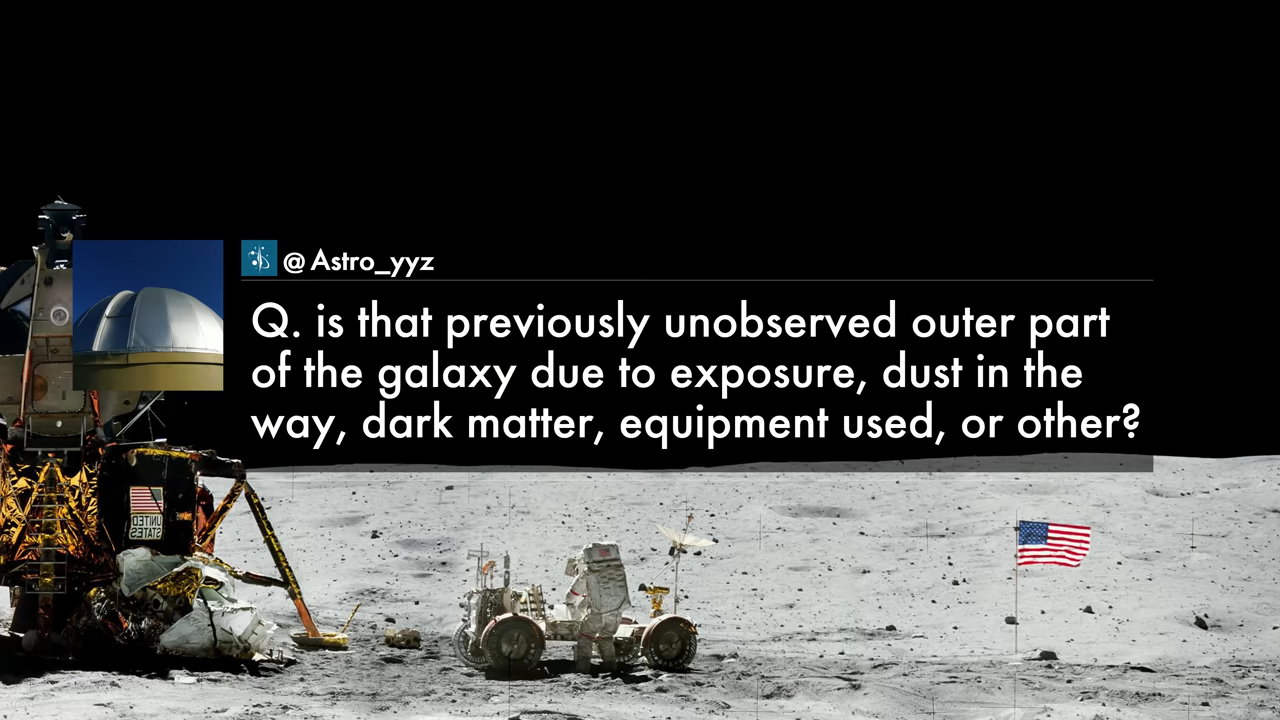 @ Astro_yyz
Q. is that previously unobserved outer part
of the galaxy due to exposure, dust in the
way, dark matter, equipment used, or other?
UNITED
STATES